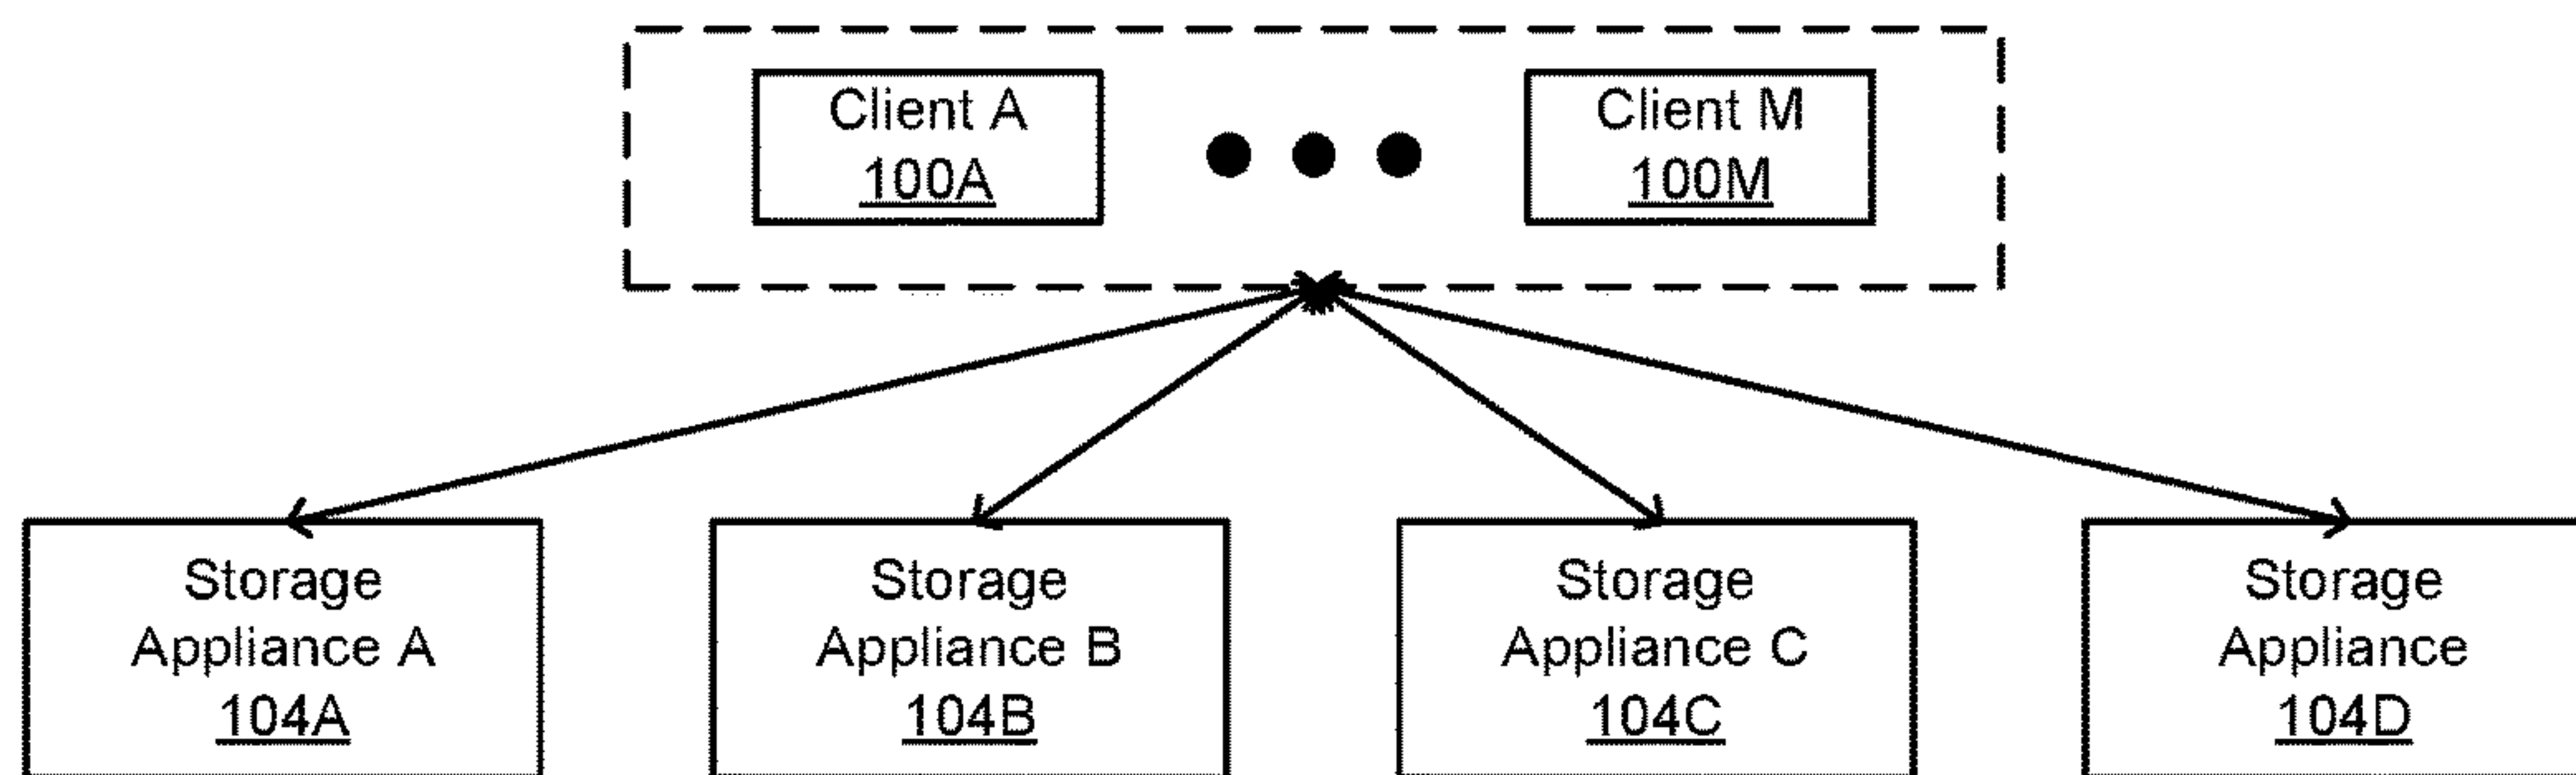 Client A
100A
Client M
100M
Storage
Appliance A
104A
Storage
Appliance B
104B
Storage
Appliance C
104C
Storage
Appliance
104D